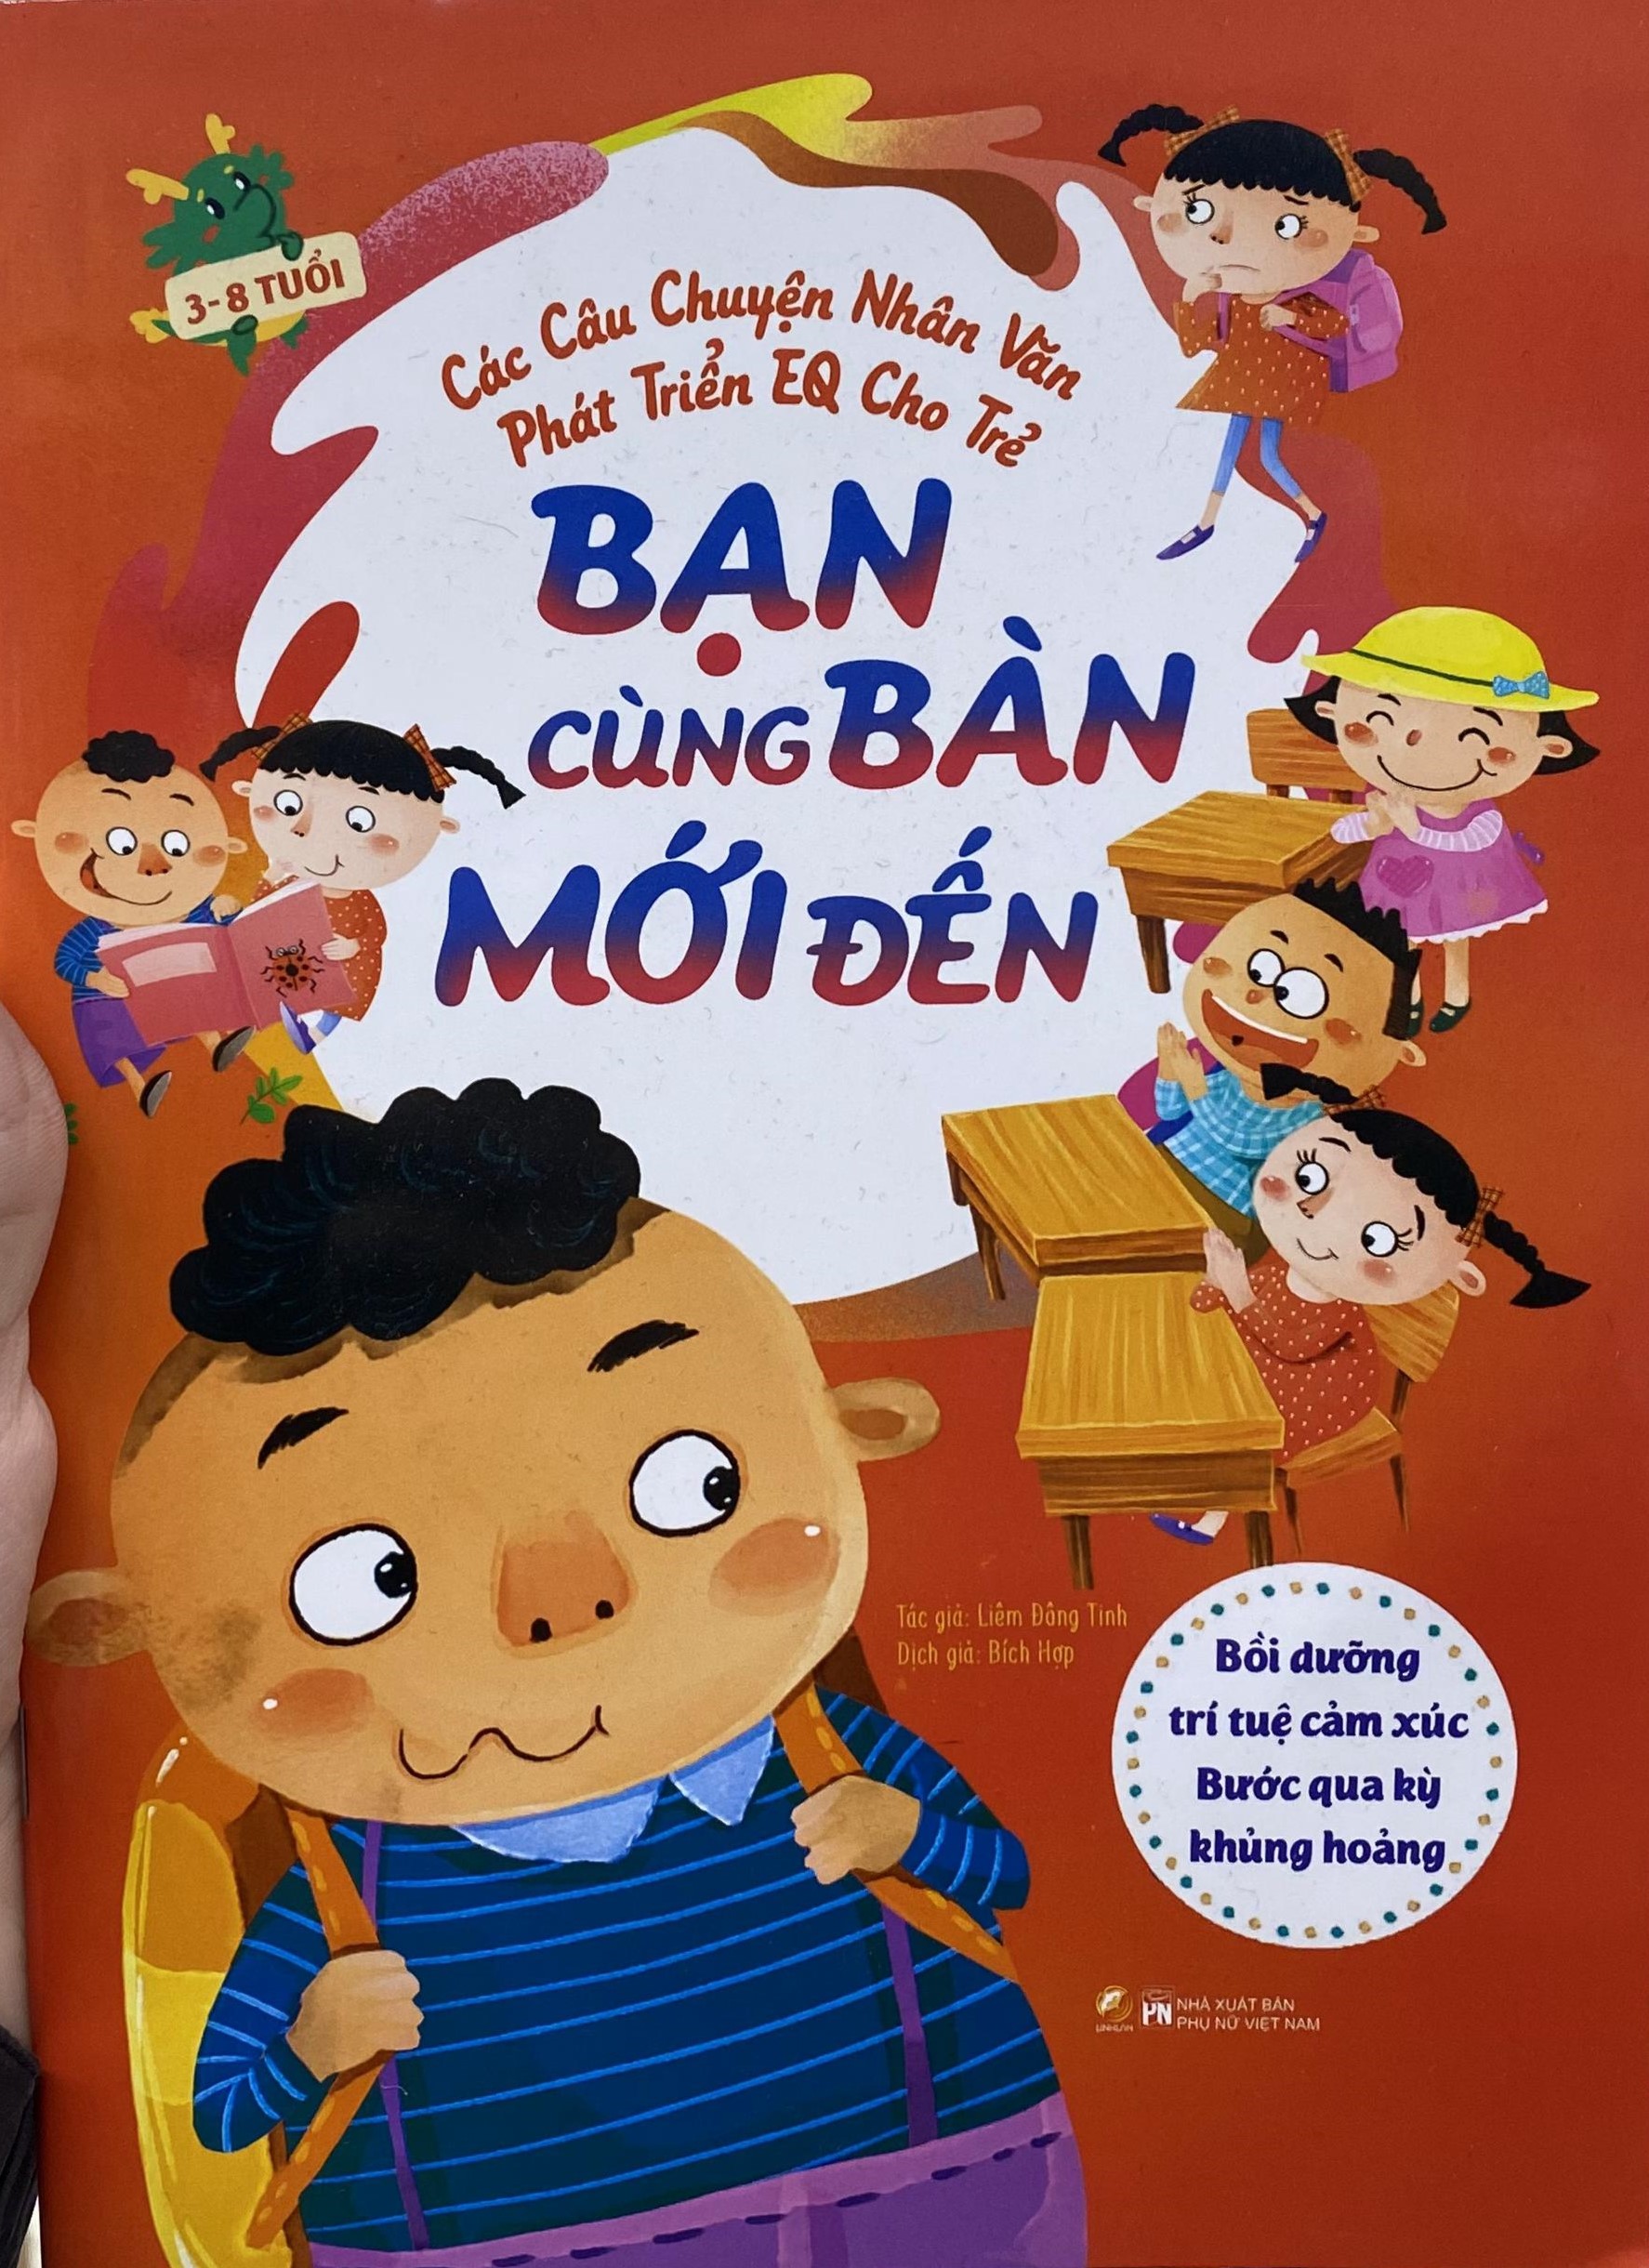 3-8 TUỔI
Các Câu Chuyện Nhân Văn
Phát Triển EQ Cho Trẻ
BẠN
CÙNG BÀN
MỚI ĐẾN
Tác giả: Liêm Đông Tinh
Dịch giả: Bích Hợp
Bồi dưỡng
trí tuệ cảm xúc
Bước qua kỳ
khủng hoảng
PN
NHÀ XUẤT BẢN
PHỤ NỮ VIỆT NAM